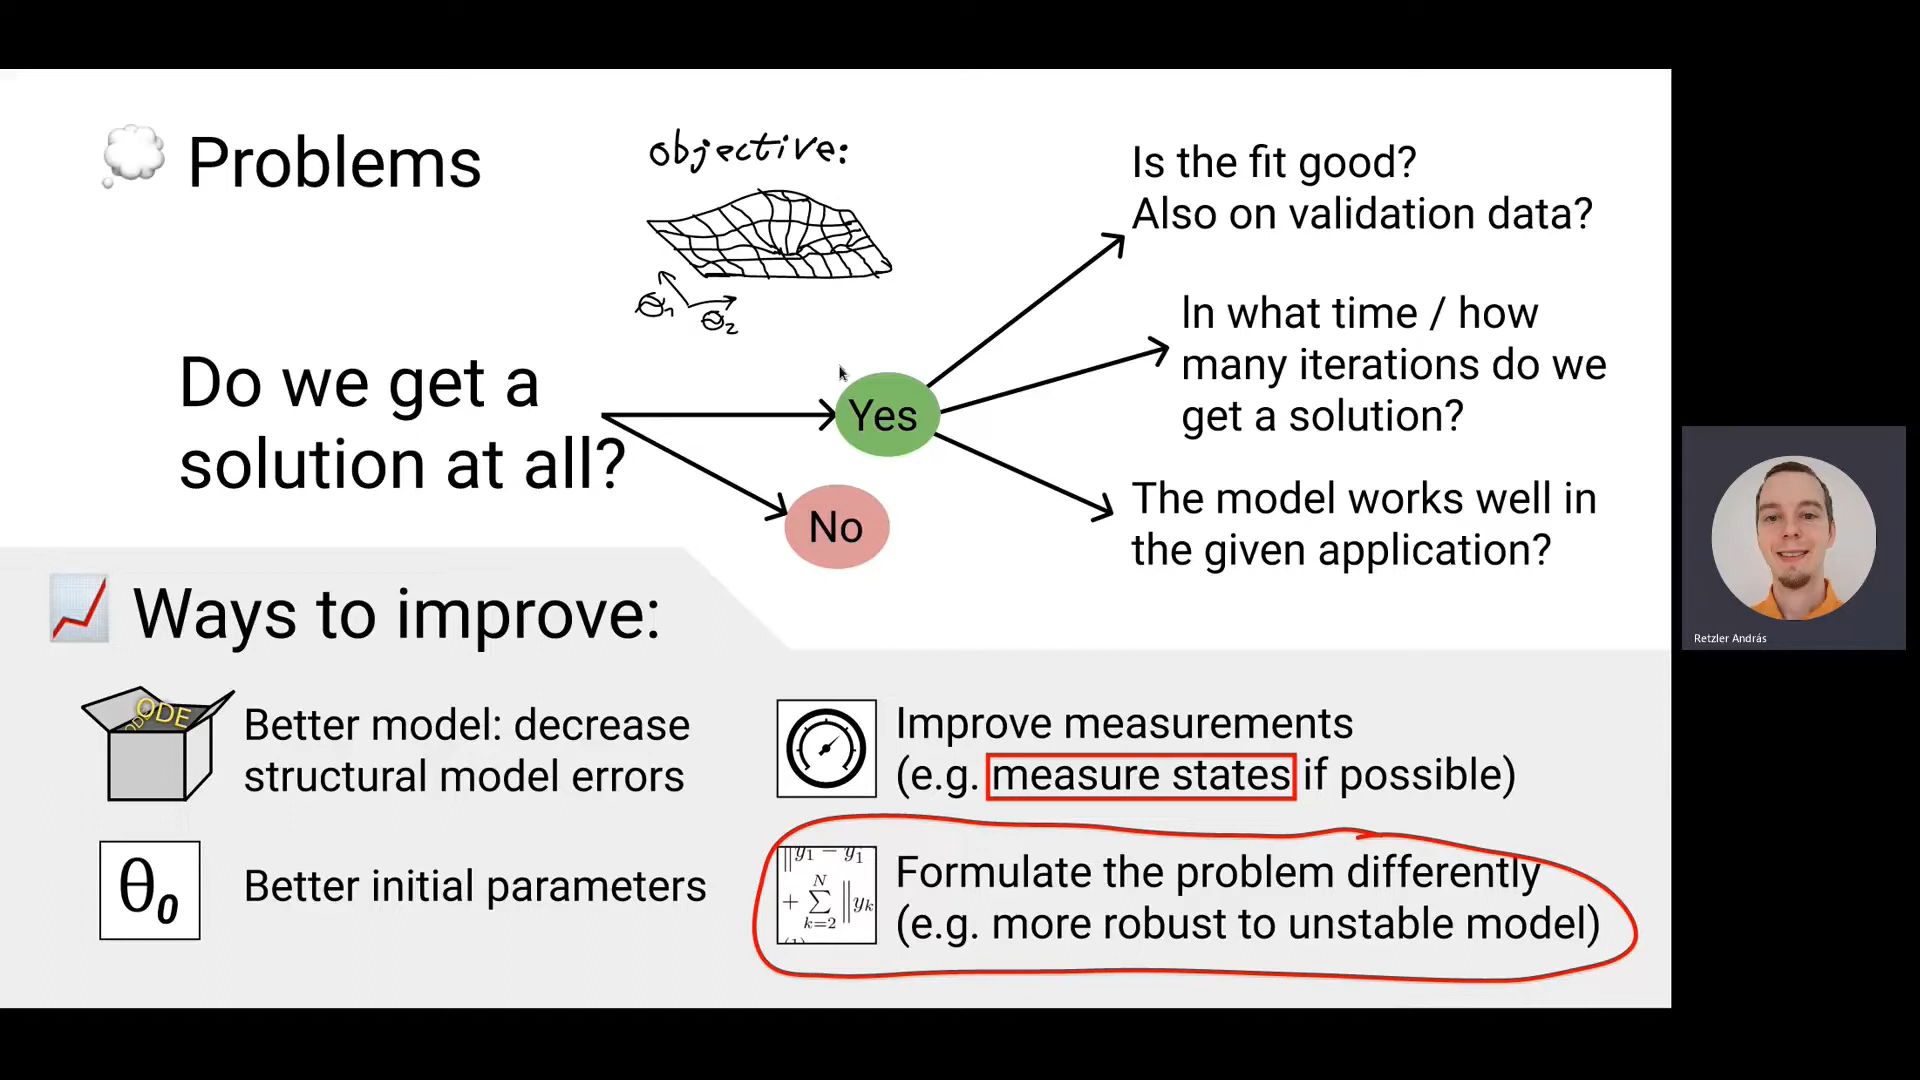 Problems
objective:
θ1
θ2
Do we get a
solution at all?
Yes
No
Is the fit good?
Also on validation data?
In what time / how
many iterations do we
get a solution?
The model works well in
the given application?
Ways to improve:
ODE
Better model: decrease
structural model errors
θ0
Better initial parameters
Improve measurements
(e.g. measure states if possible)
+ N∑k=2 ‖yk
Formulate the problem differently
(e.g. more robust to unstable model)
Retzler András